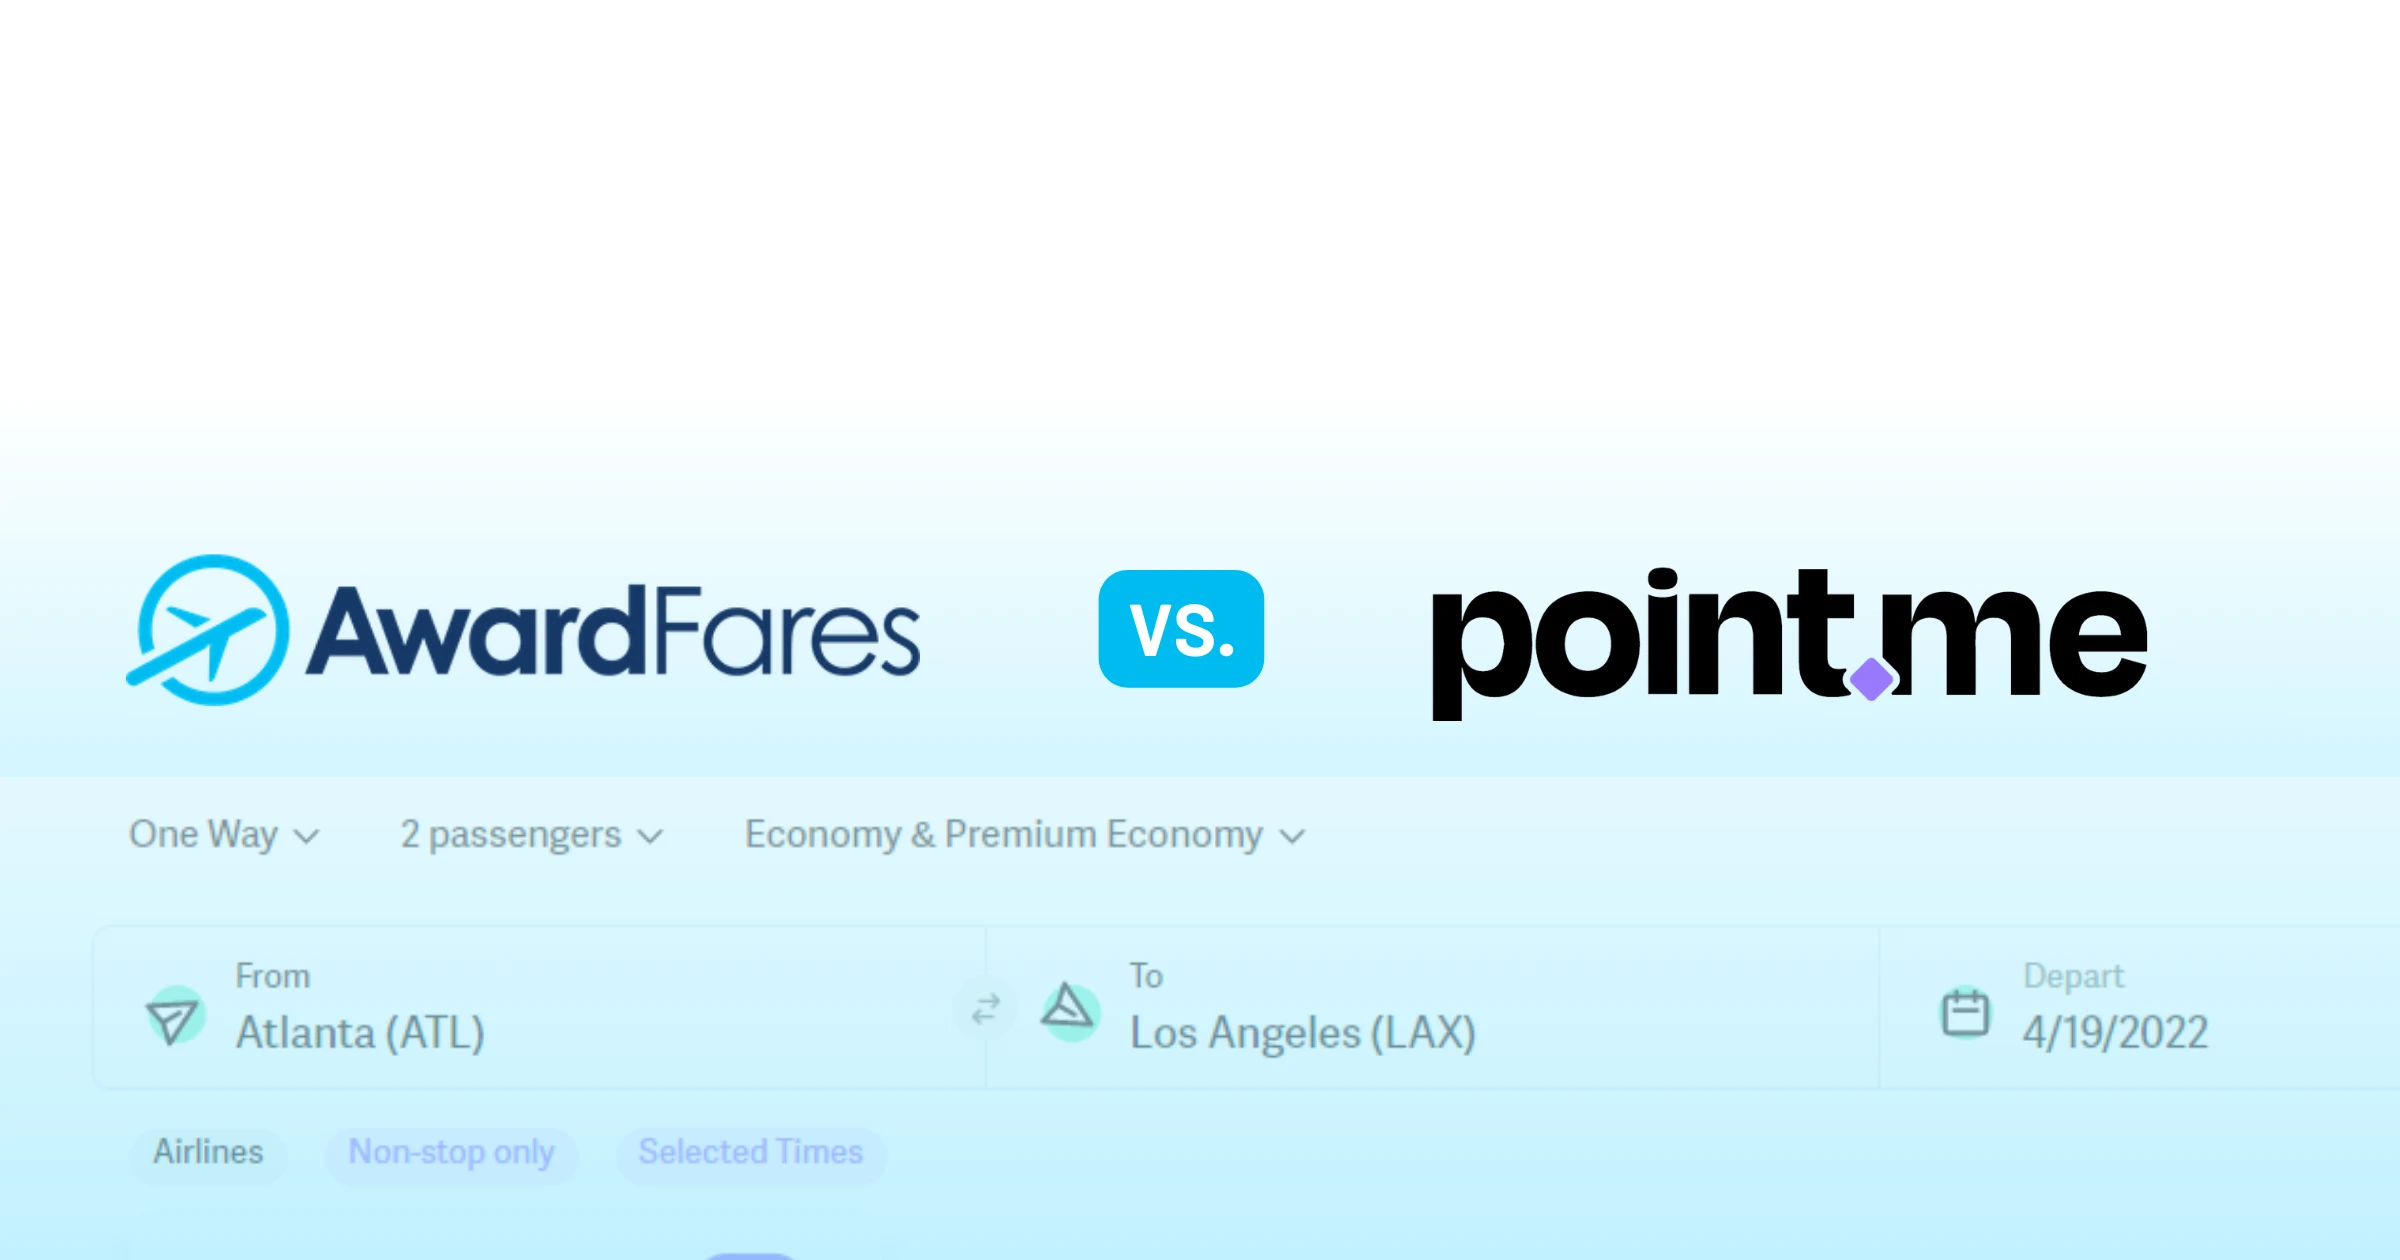 AwardFares vs. point.me
One Way 2 passengers Economy & Premium Economy
From To Depart
Atlanta (ATL) Los Angeles (LAX) 4/19/2022
Airlines Non-stop only Selected Times